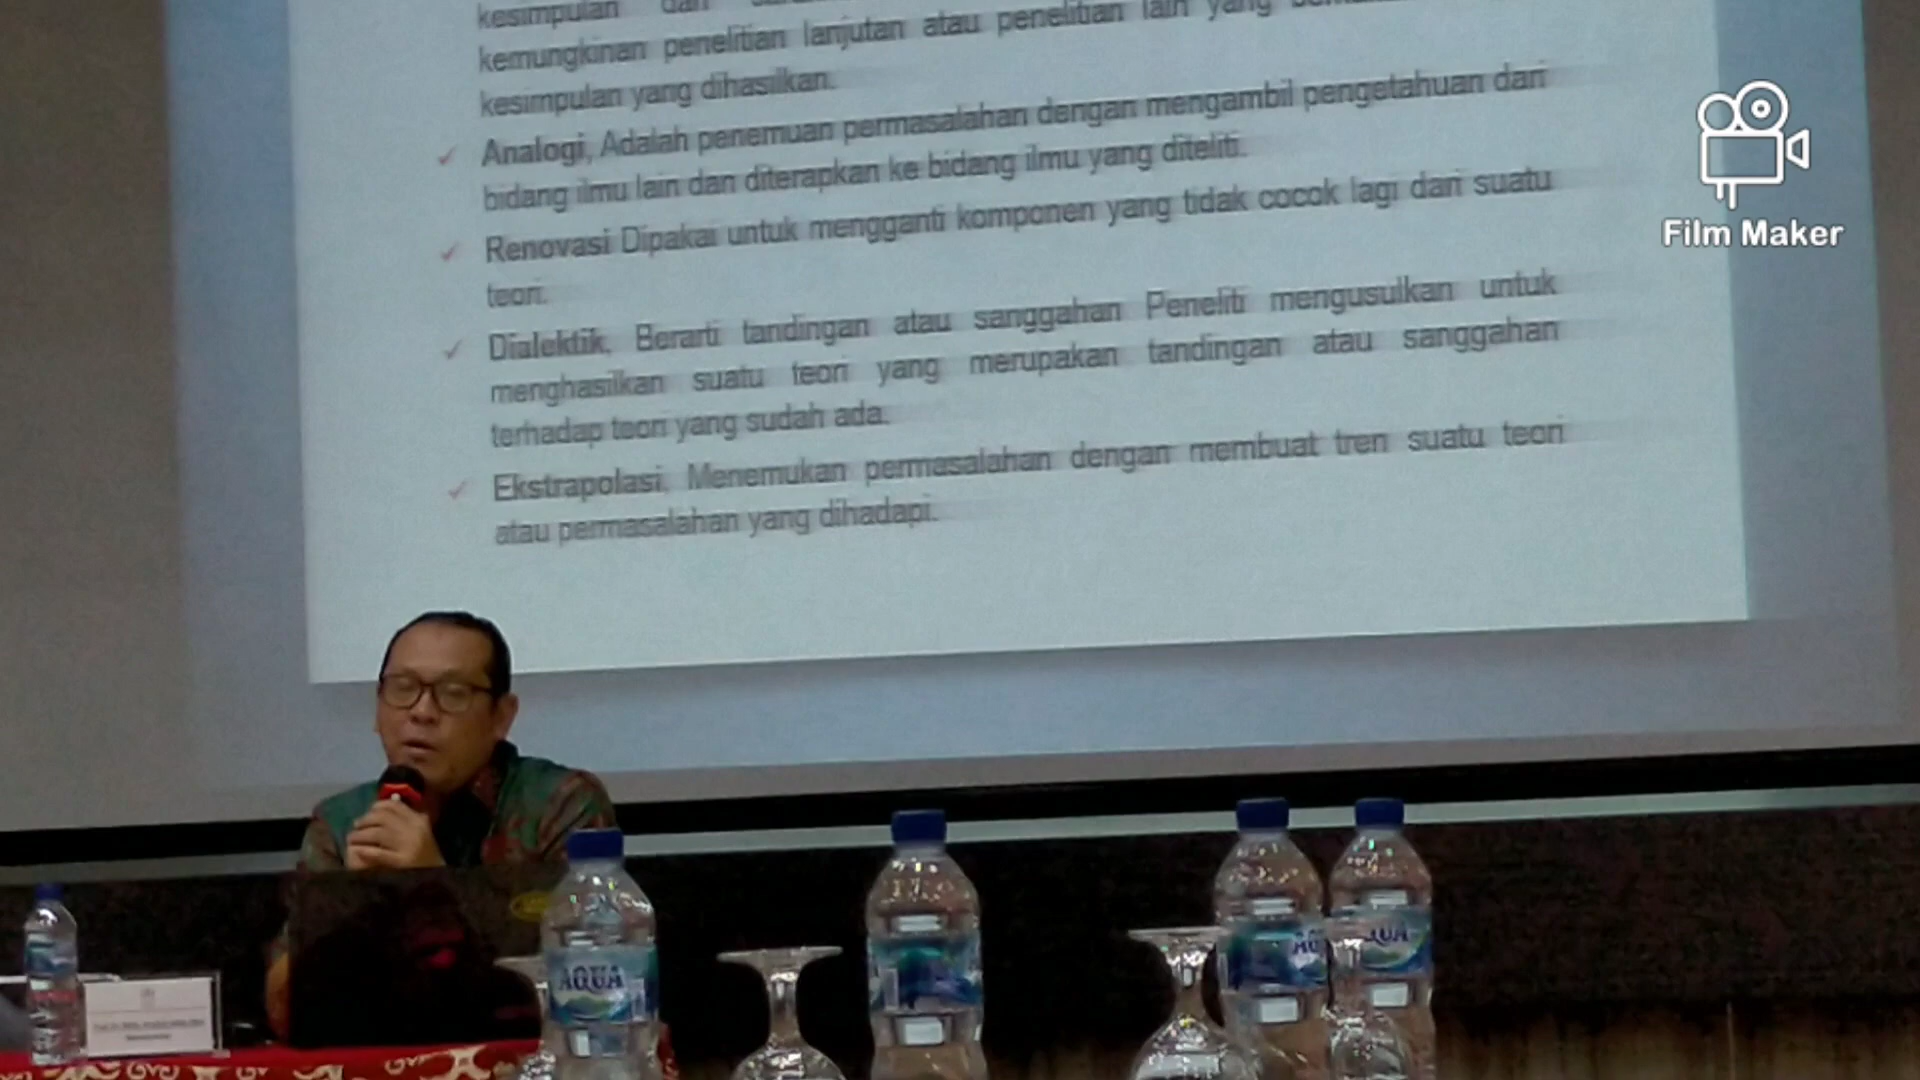 kesimpulan dan
kemungkinan penelitian lanjutan atau penelitian lain yang
kesimpulan yang dihasilkan.
✓ Analogi, Adalah penemuan permasalahan dengan mengambil pengetahuan dari
bidang ilmu lain dan diterapkan ke bidang ilmu yang diteliti.
✓ Renovasi Dipakai untuk mengganti komponen yang tidak cocok lagi dari suatu
teori.
✓ Dialektik, Berarti tandingan atau sanggahan Peneliti mengusulkan untuk
menghasilkan suatu teori yang merupakan tandingan atau sanggahan
terhadap teori yang sudah ada.
✓ Ekstrapolasi, Menemukan permasalahan dengan membuat tren suatu teori
atau permasalahan yang dihadapi.
Film Maker
AQUA
AQUA